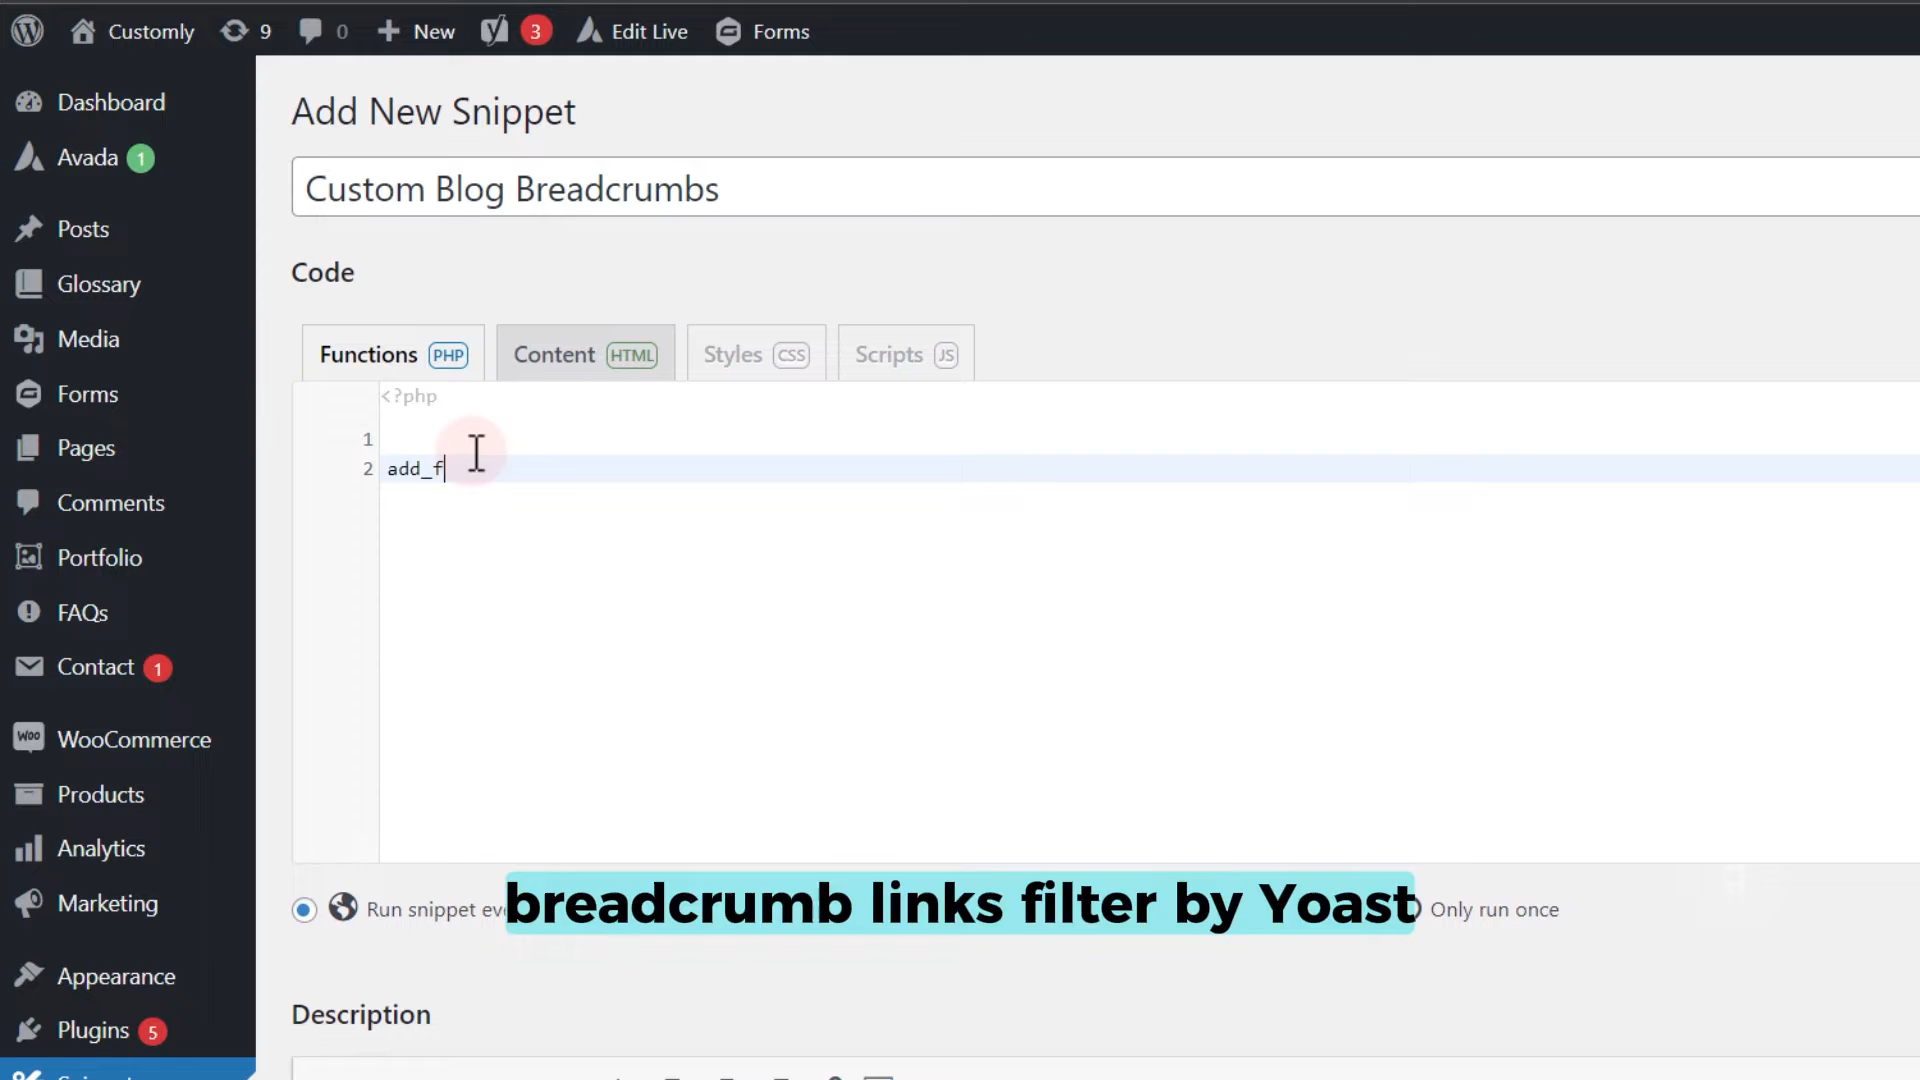 Customly 9 0 New 3 Edit Live Forms
Dashboard
Avada 1
Posts
Glossary
Media
Forms
Pages
Comments
Portfolio
FAQs
Contact 1
Woo WooCommerce
Products
Analytics
Marketing
Appearance
Plugins 5
Add New Snippet
Custom Blog Breadcrumbs
Code
Functions PHP Content HTML Styles CSS Scripts JS
<?php
1
2 add_f
Run snippet ev
breadcrumb links filter by Yoast
Only run once
Description